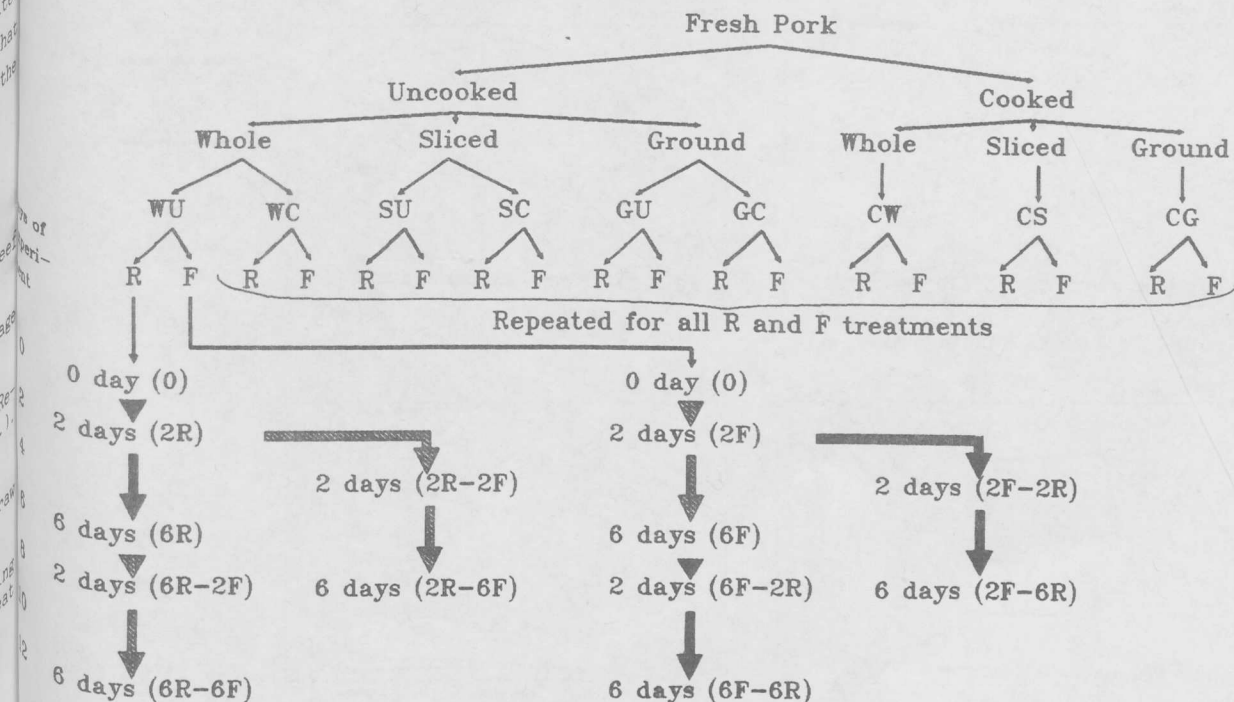 Fresh Pork
Uncooked Cooked
Whole Sliced Ground Whole Sliced Ground
WU WC SU SC GU GC CW CS CG
R F R F R F R F R F R F R F R F R F
Repeated for all R and F treatments
0 day (0) 0 day (0)
2 days (2R) 2 days (2F)
2 days (2R-2F) 2 days (2F-2R)
6 days (6R) 6 days (6F)
2 days (6R-2F) 6 days (2R-6F) 2 days (6F-2R) 6 days (2F-6R)
6 days (6R-6F) 6 days (6F-6R)